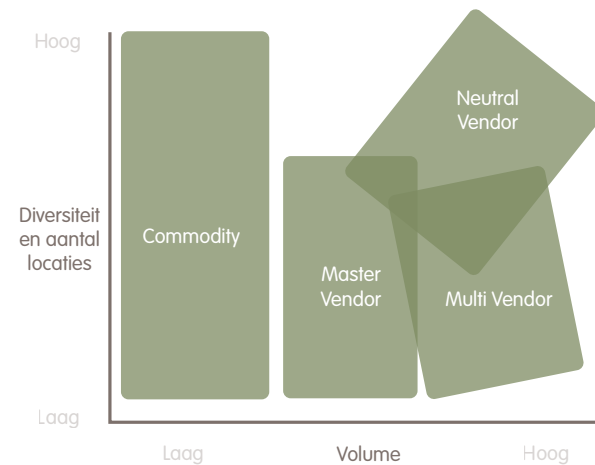 Hoog
Neutral
Vendor
Diversiteit
en aantal
locaties
Commodity
Master
Vendor
Multi Vendor
Laag
Laag
Volume
Hoog